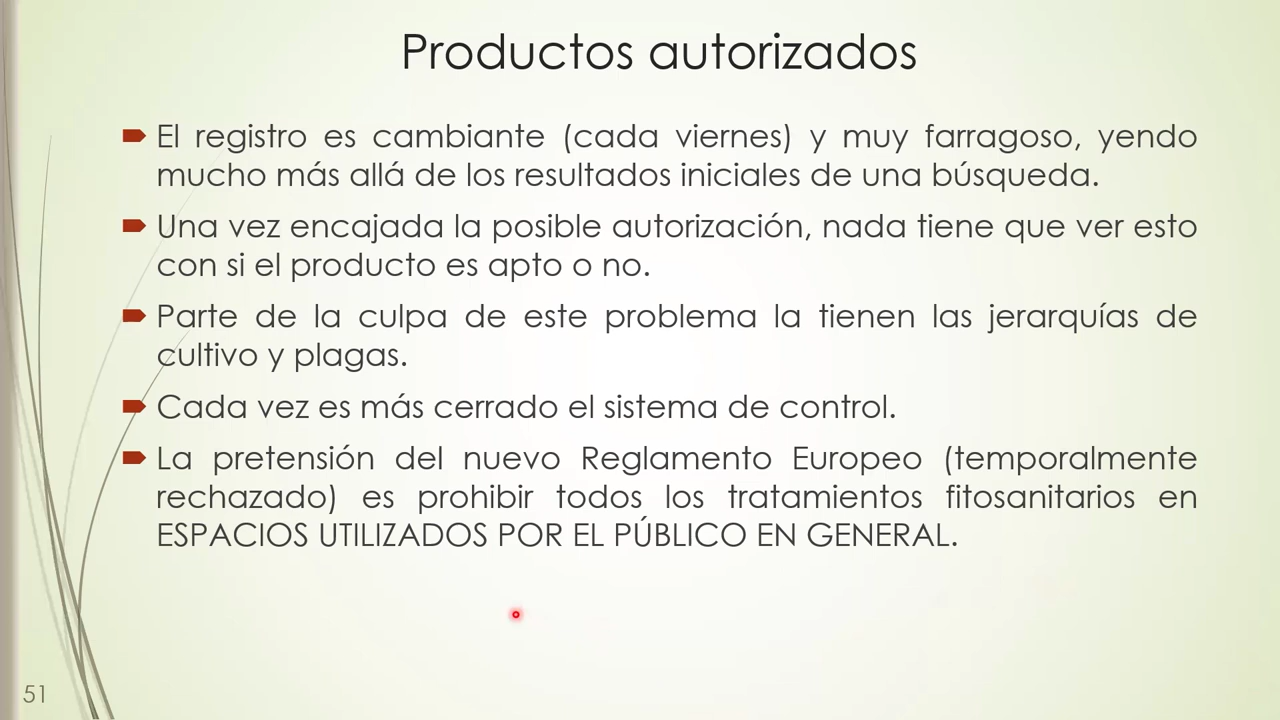 Productos autorizados
El registro es cambiante (cada viernes) y muy farragoso, yendo
mucho más allá de los resultados iniciales de una búsqueda.
Una vez encajada la posible autorización, nada tiene que ver esto
con si el producto es apto o no.
Parte de la culpa de este problema la tienen las jerarquías de
cultivo y plagas.
Cada vez es más cerrado el sistema de control.
La pretensión del nuevo Reglamento Europeo (temporalmente
rechazado) es prohibir todos los tratamientos fitosanitarios en
ESPACIOS UTILIZADOS POR EL PÚBLICO EN GENERAL.
51